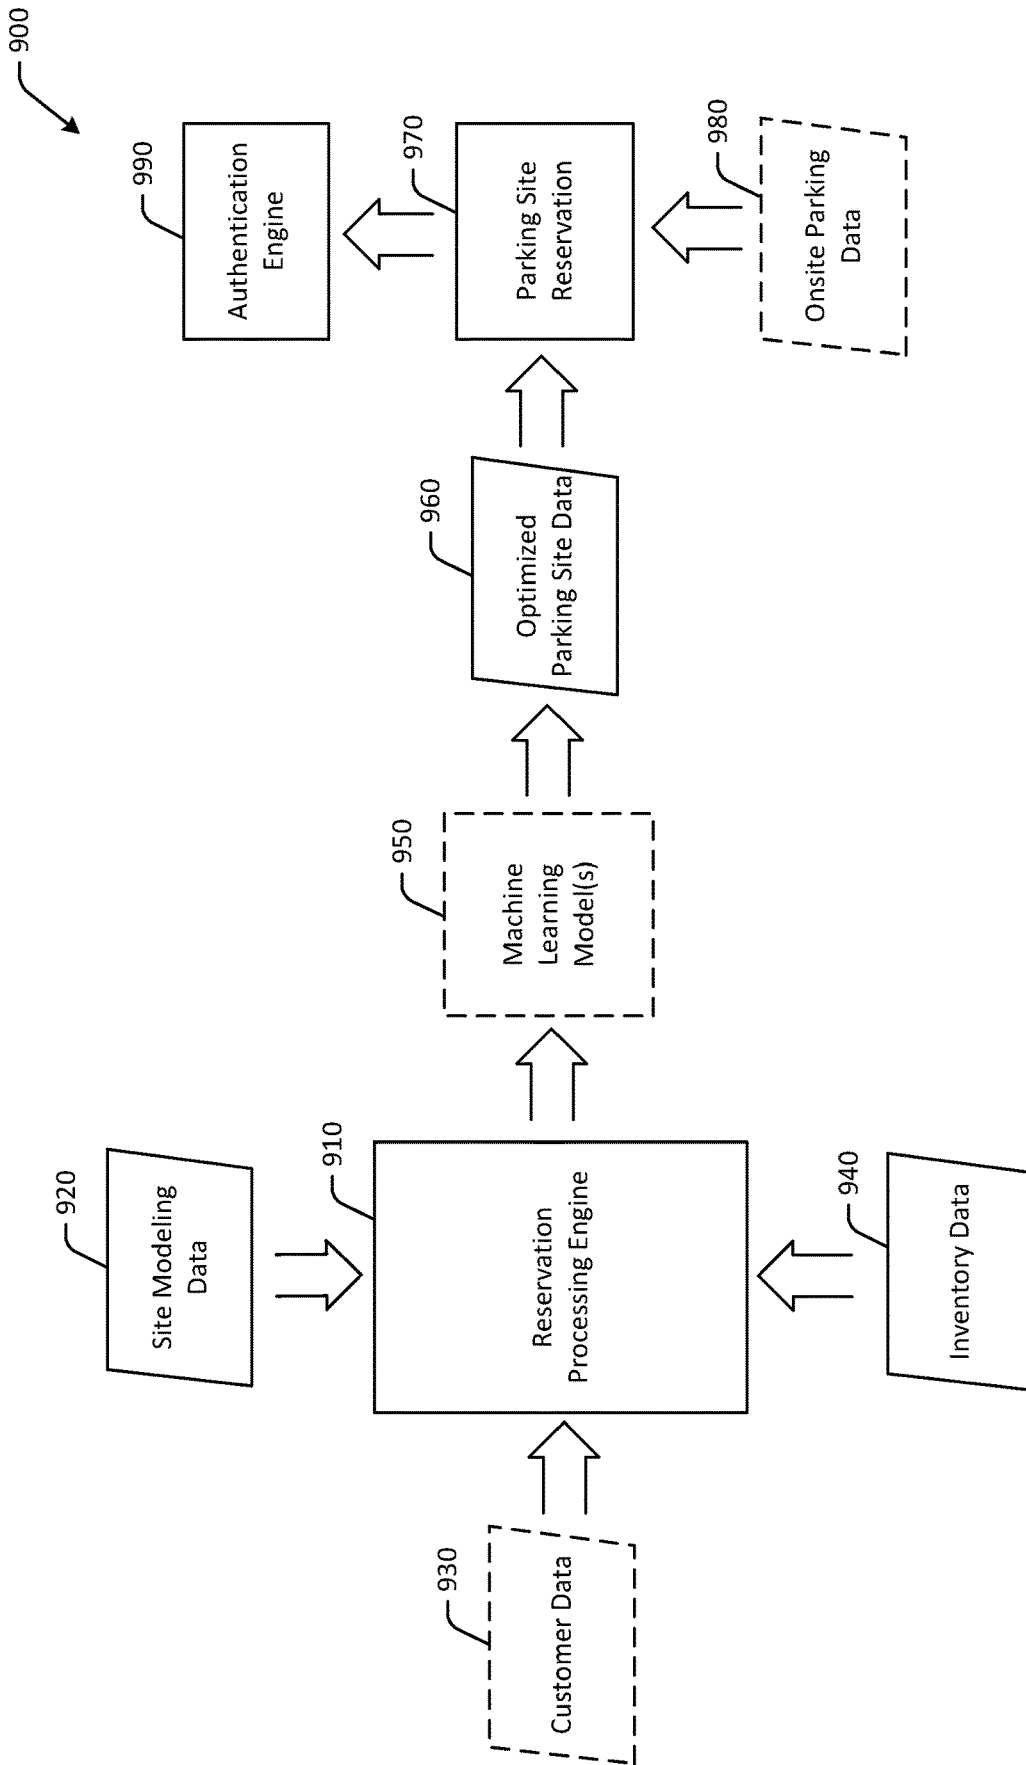 900
920
Site Modeling
Data
930
Customer Data
910
Reservation
Processing Engine
940
Inventory Data
950
Machine
Learning
Model(s)
960
Optimized
Parking Site Data
990
Authentication
Engine
970
Parking Site
Reservation
980
Onsite Parking
Data